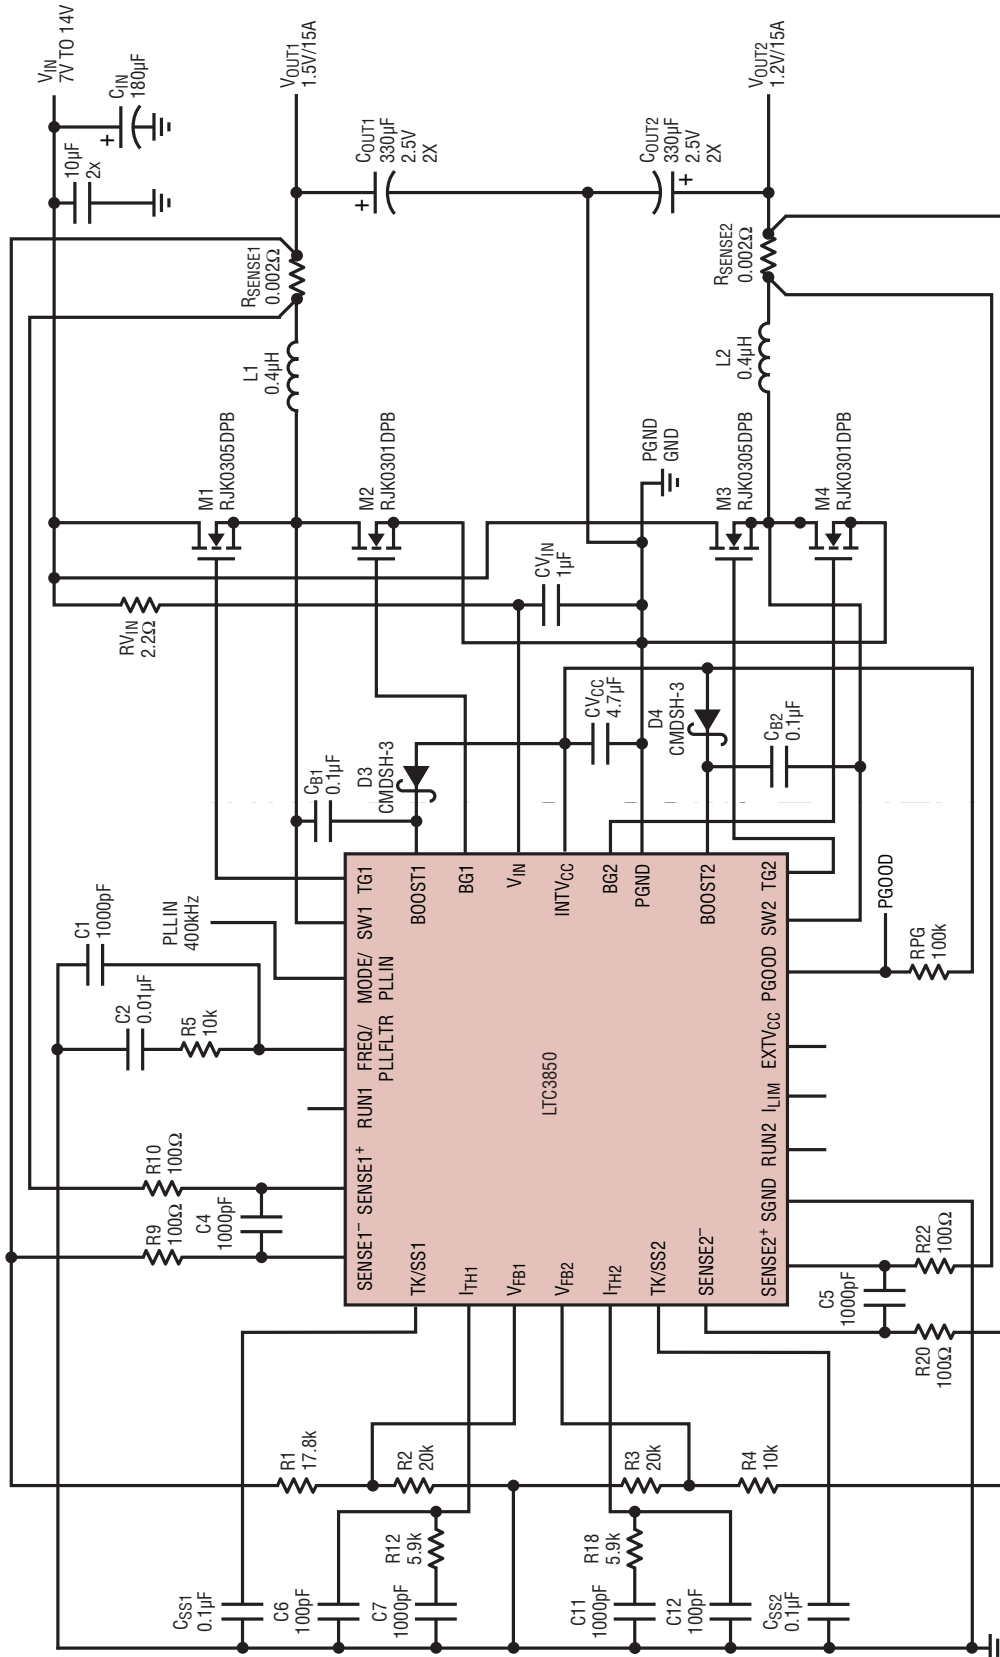 VIN
7V TO 14V
CIN
180µF
+
10µF
2x
VOUT1
1.5V/15A
COUT1
330µF
2.5V
2X
+
COUT2
330µF
2.5V
2X
+
VOUT2
1.2V/15A
RSENSE1
0.002Ω
RSENSE2
0.002Ω
L1
0.4µH
L2
0.4µH
M1
RJK0305DPB
M2
RJK0301DPB
PGND
GND
M3
RJK0305DPB
M4
RJK0301DPB
RVIN
2.2Ω
CVIN
1µF
CB1
0.1µF
D3
CMDSH-3
CVCC
4.7µF
D4
CMDSH-3
CB2
0.1µF
C1
1000pF
PLLIN
400kHz
C2
0.01µF
R5
10k
R10
100Ω
R9
100Ω
C4
1000pF
TG1
SW1
MODE/
PLLIN
FREQ/
PLLFLTR
RUN1
SENSE1+
SENSE1–
BOOST1
BG1
VIN
INTVCC
BG2
PGND
BOOST2
LTC3850
TK/SS1
ITH1
VFB1
VFB2
ITH2
TK/SS2
SENSE2–
TG2
SW2
PGOOD
EXTVCC
ILIM
RUN2
SGND
SENSE2+
PGOOD
RPG
100k
C5
1000pF
R22
100Ω
R20
100Ω
R1
17.8k
R2
20k
R3
20k
R4
10k
R12
5.9k
R18
5.9k
CSS1
0.1µF
C6
100pF
C7
1000pF
C11
1000pF
C12
100pF
CSS2
0.1µF